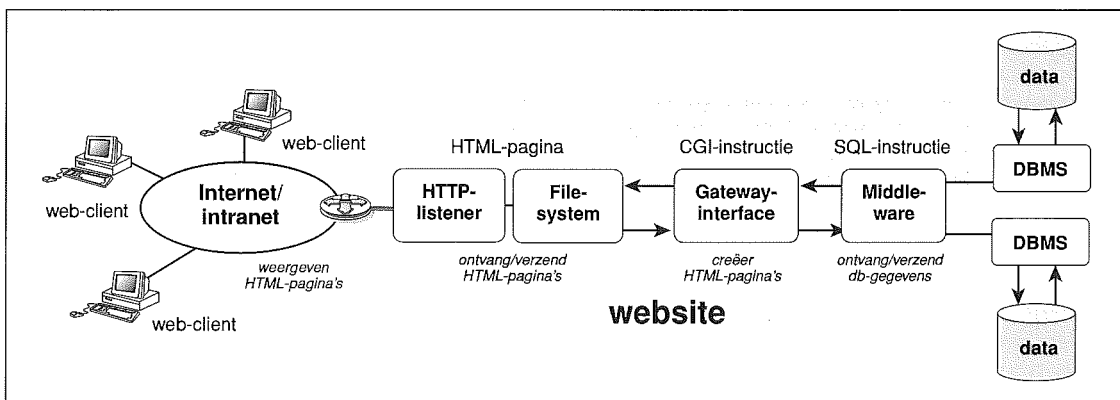 data
web-client
HTML-pagina
CGI-instructie
SQL-instructie
DBMS
web-client
Internet/
intranet
HTTP-
listener
File-
system
Gateway-
interface
Middle-
ware
DBMS
weergeven
HTML-pagina's
ontvang/verzend
HTML-pagina's
creëer
HTML-pagina's
ontvang/verzend
db-gegevens
web-client
website
data